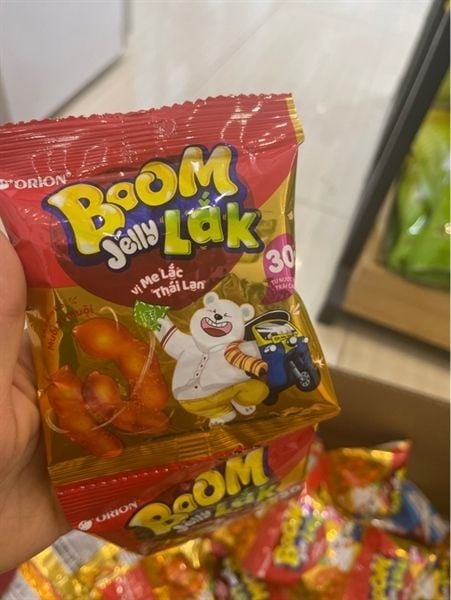 ORION
BOOM
Jelly Lắk
Vị Me Lắc
Thái Lan
30
ORION
BOOM
Jelly Lắk